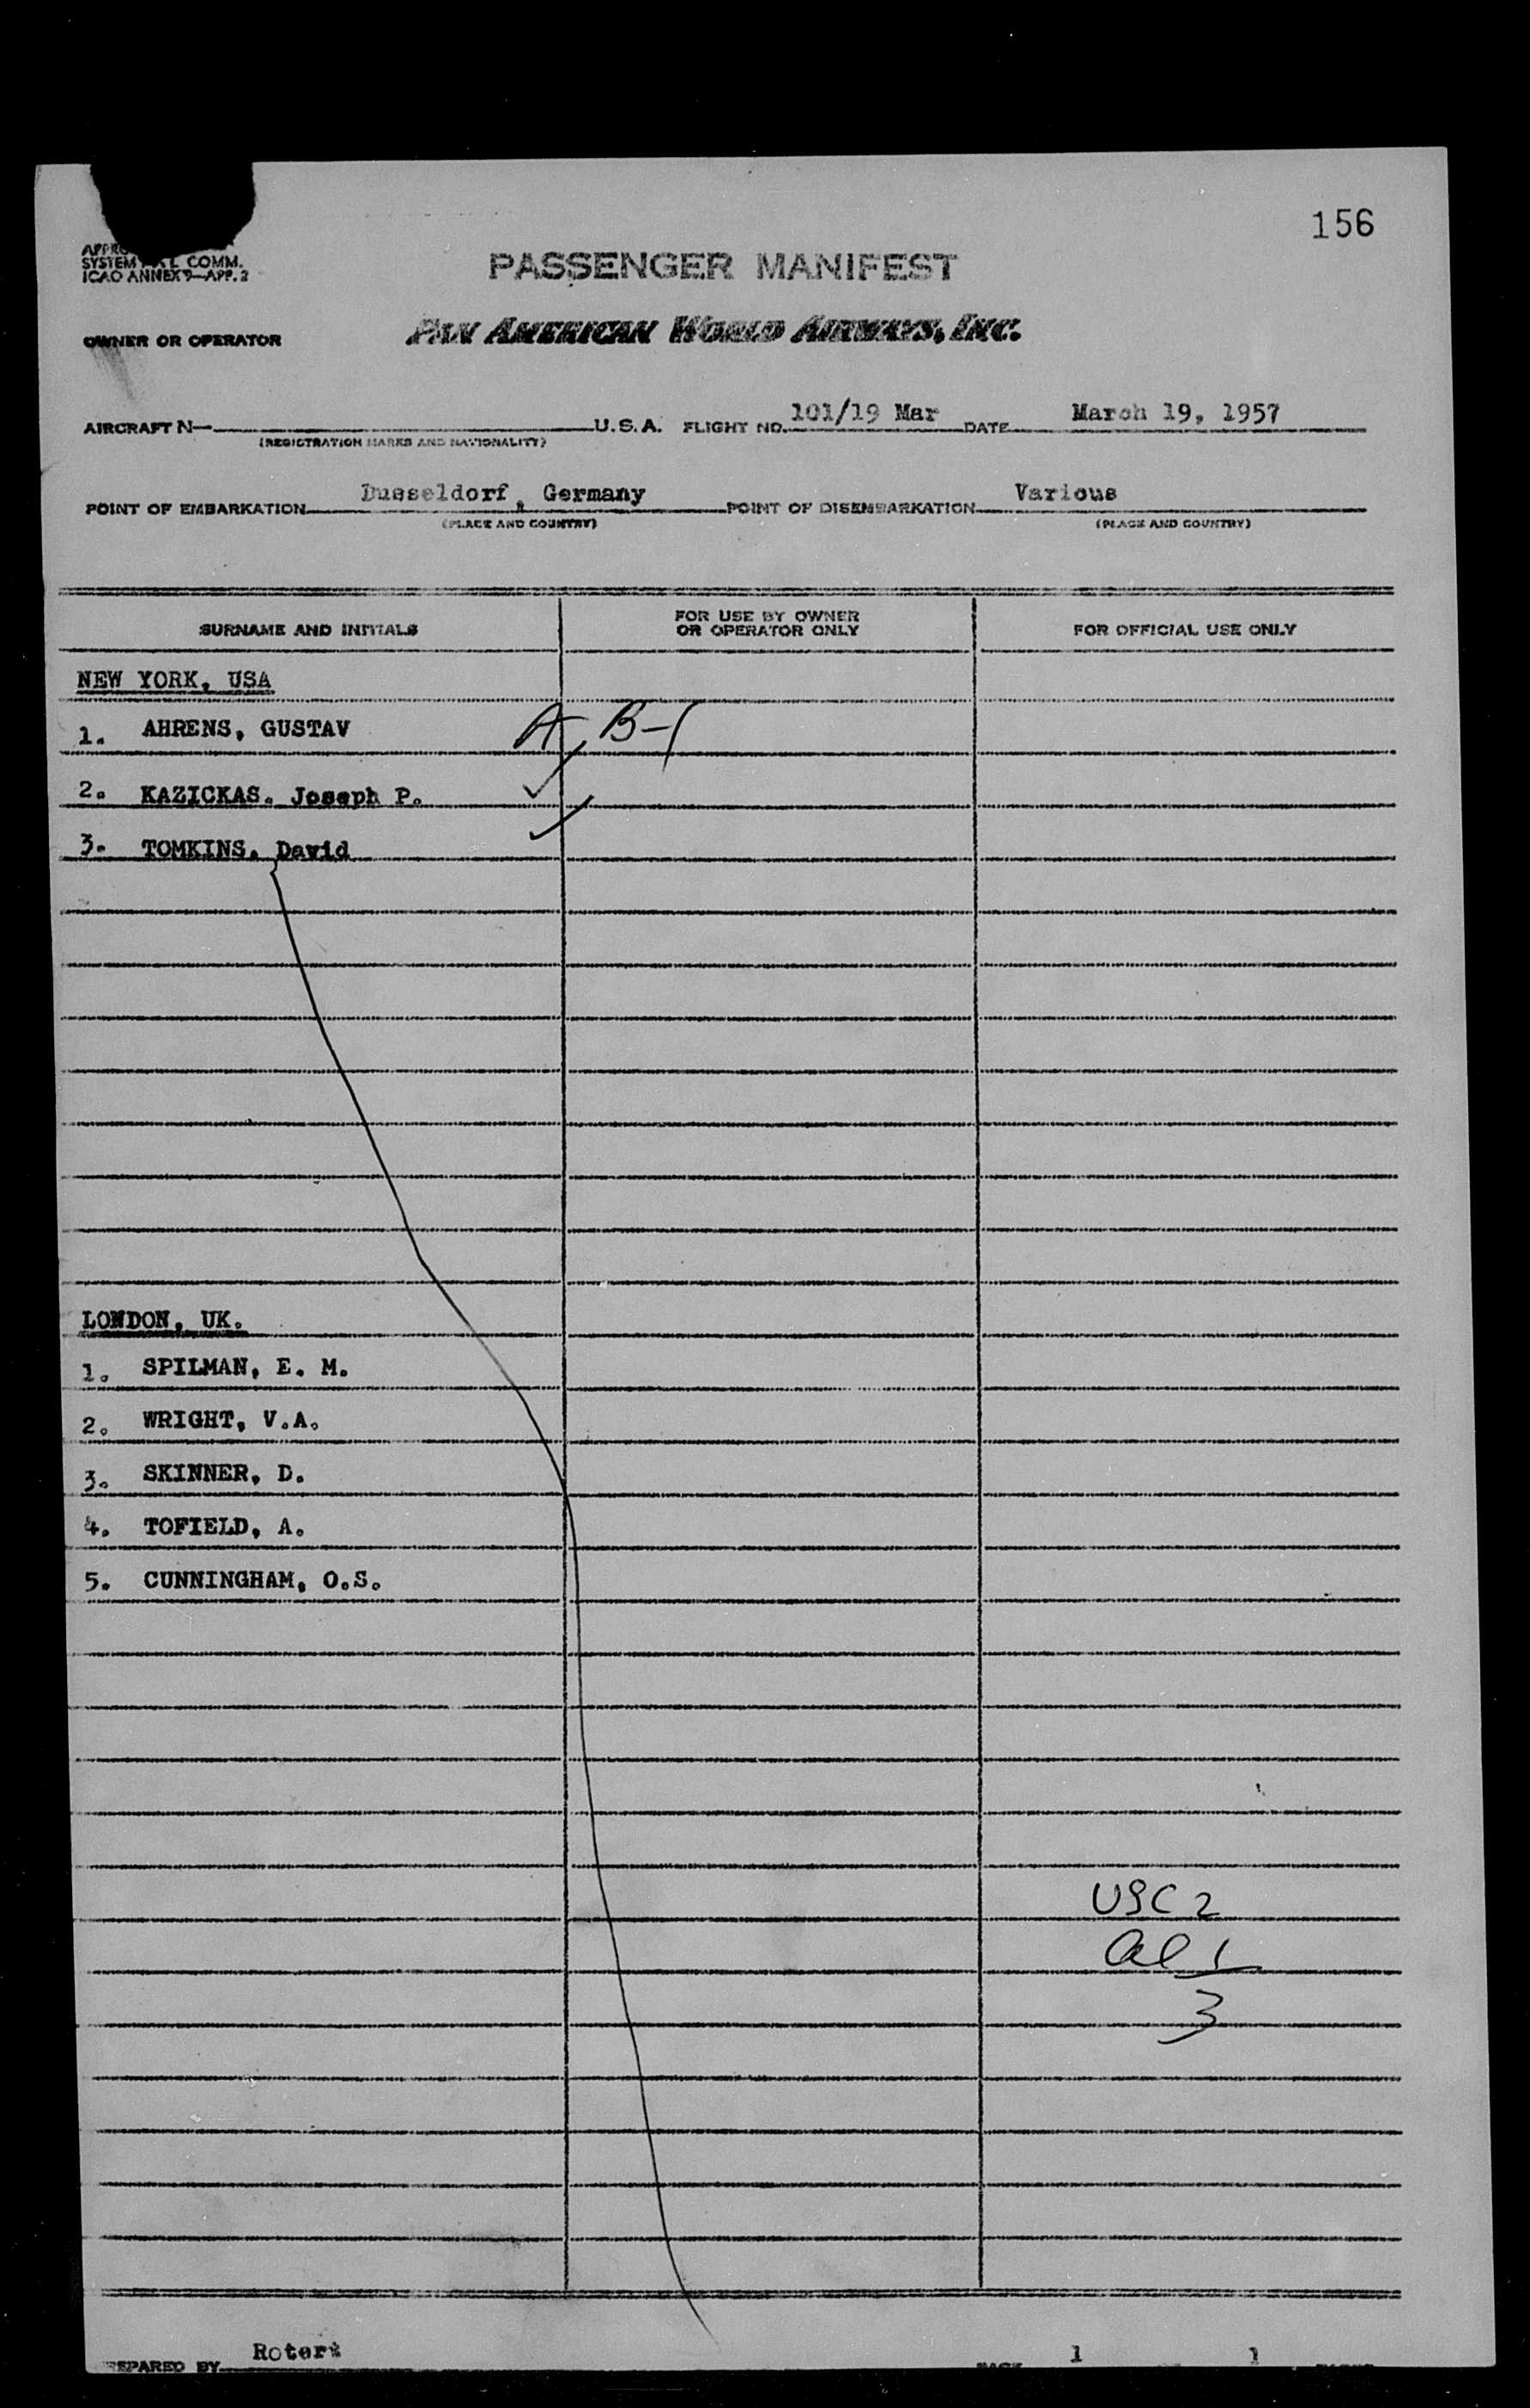 156
SYSTEM COMM.
ICAO ANNEX 9—APP. 2
PASSENGER MANIFEST
OWNER OR OPERATOR PAN AMERICAN WORLD AIRWAYS, INC.
AIRCRAFT N— U.S.A. FLIGHT NO. 101/19 Mar DATE March 19, 1957
(REGISTRATION MARKS AND NATIONALITY)
POINT OF EMBARKATION Dusseldorf, Germany POINT OF DISEMBARKATION Various
(PLACE AND COUNTRY) (PLACE AND COUNTRY)
SURNAME AND INITIALS FOR USE BY OWNER OR OPERATOR ONLY FOR OFFICIAL USE ONLY
NEW YORK, USA
1. AHRENS, GUSTAV A, B-1
2. KAZICKAS, Joseph P.
3. TOMKINS, David
LONDON, UK.
1. SPILMAN, E. M.
2. WRIGHT, V.A.
3. SKINNER, D.
4. TOFIELD, A.
5. CUNNINGHAM, O.S.
USC 2
al 1
3
PREPARED BY Rotert 1 1